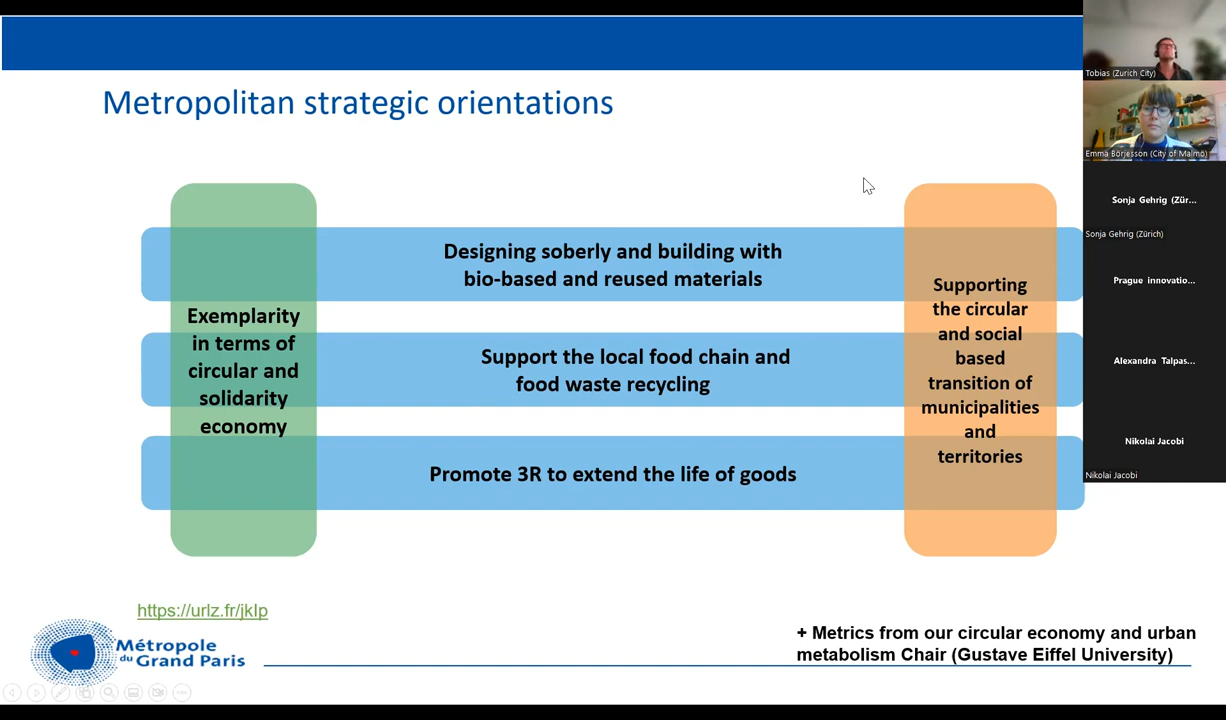 Metropolitan strategic orientations
Exemplarity
in terms of
circular and
solidarity
economy
Designing soberly and building with
bio-based and reused materials
Support the local food chain and
food waste recycling
Promote 3R to extend the life of goods
Supporting
the circular
and social
based
transition of
municipalities
and
territories
https://urlz.fr/jkIp
Métropole
du Grand Paris
+ Metrics from our circular economy and urban
metabolism Chair (Gustave Eiffel University)
Tobias (Zurich City)
Emma Börjesson (City of Malmö)
Sonja Gehrig (Zür...
Sonja Gehrig (Zürich)
Prague innovatio...
Alexandra Talpas...
Nikolai Jacobi
Nikolai Jacobi